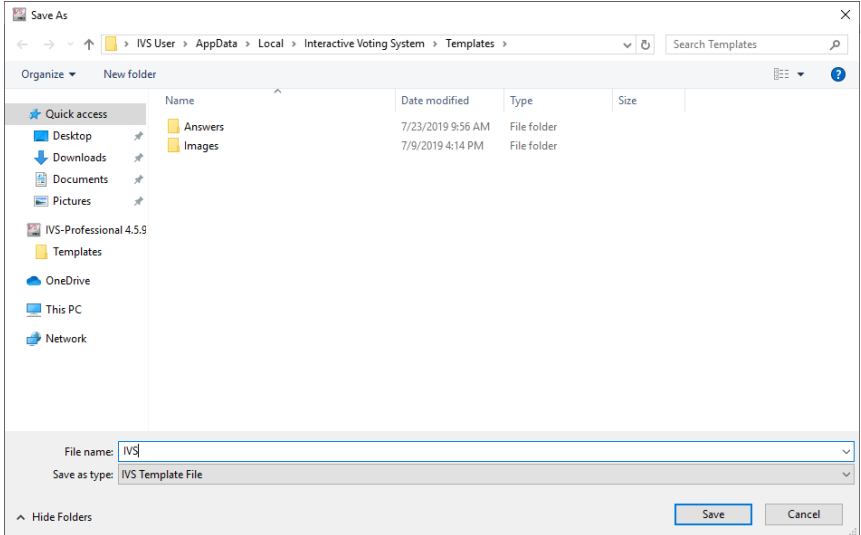 Save As
IVS User › AppData › Local › Interactive Voting System › Templates ›
Search Templates
Organize
New folder
?
Name Date modified Type Size
Quick access
Desktop
Downloads
Documents
Pictures
IVS-Professional 4.5.9
Templates
OneDrive
This PC
Network
Answers 7/23/2019 9:56 AM File folder
Images 7/9/2019 4:14 PM File folder
File name: IVS
Save as type: IVS Template File
Hide Folders
Save
Cancel